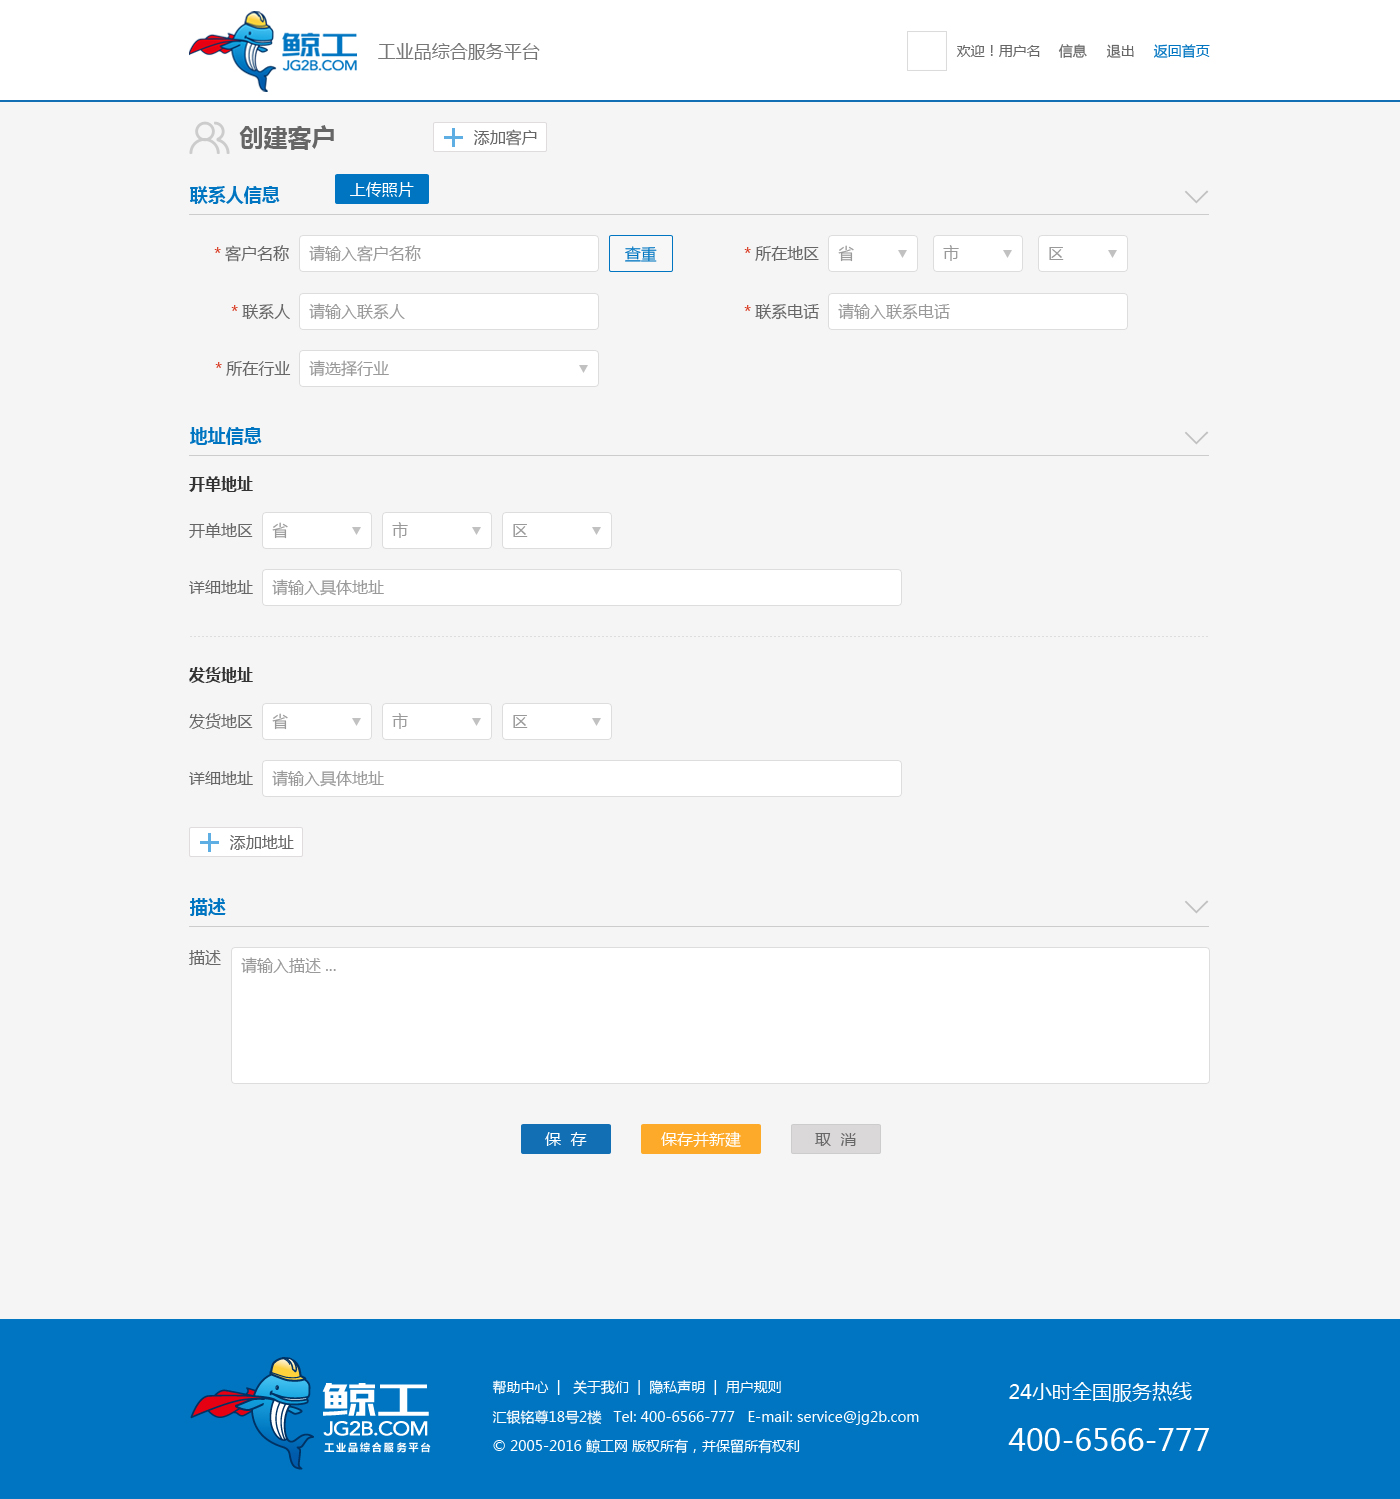 鲸工
JG2B.COM
工业品综合服务平台
欢迎！用户名 信息 退出 返回首页
创建客户
添加客户
联系人信息
上传照片
* 客户名称 请输入客户名称 查重 * 所在地区 省 市 区
* 联系人 请输入联系人 * 联系电话 请输入联系电话
* 所在行业 请选择行业
地址信息
开单地址
开单地区 省 市 区
详细地址 请输入具体地址
发货地址
发货地区 省 市 区
详细地址 请输入具体地址
添加地址
描述
描述 请输入描述 ...
保 存 保存并新建 取 消
鲸工
JG2B.COM
工业品综合服务平台
帮助中心 | 关于我们 | 隐私声明 | 用户规则
汇银铭尊18号2楼 Tel: 400-6566-777 E-mail: service@jg2b.com
© 2005-2016 鲸工网 版权所有，并保留所有权利
24小时全国服务热线
400-6566-777